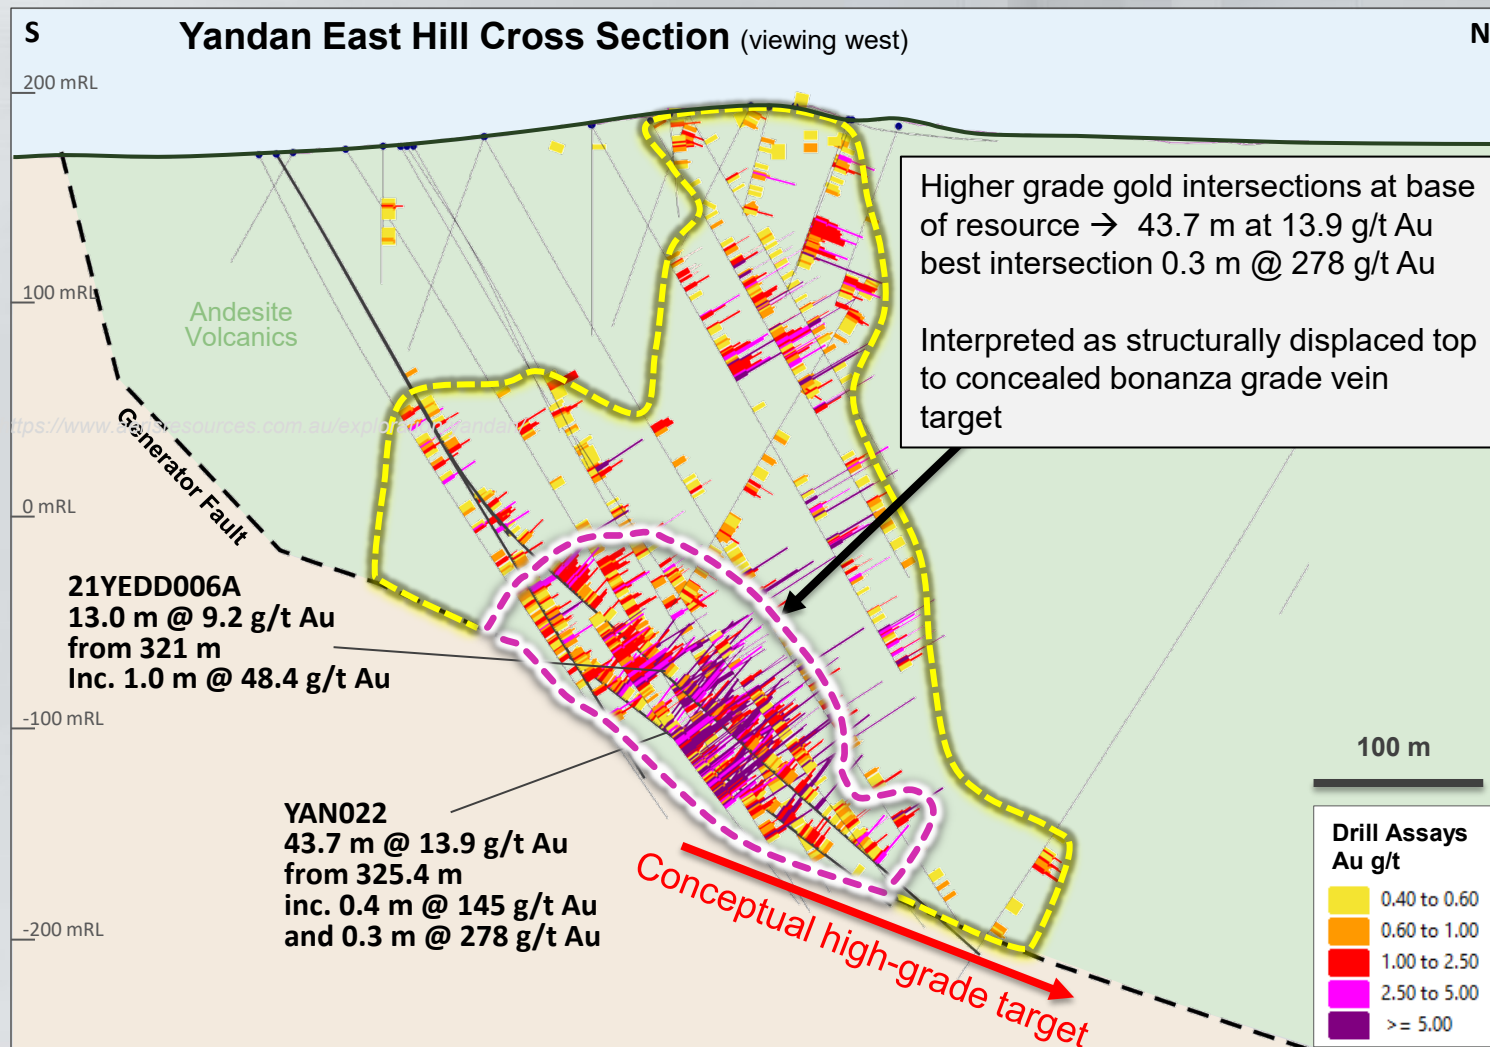 S
Yandan East Hill Cross Section (viewing west)
N
200 mRL
Higher grade gold intersections at base
of resource → 43.7 m at 13.9 g/t Au
best intersection 0.3 m @ 278 g/t Au
Interpreted as structurally displaced top
to concealed bonanza grade vein
target
100 mRL
Andesite
Volcanics
Generator Fault
0 mRL
21YEDD006A
13.0 m @ 9.2 g/t Au
from 321 m
Inc. 1.0 m @ 48.4 g/t Au
-100 mRL
100 m
YAN022
43.7 m @ 13.9 g/t Au
from 325.4 m
inc. 0.4 m @ 145 g/t Au
and 0.3 m @ 278 g/t Au
-200 mRL
Conceptual high-grade target
Drill Assays
Au g/t
0.40 to 0.60
0.60 to 1.00
1.00 to 2.50
2.50 to 5.00
>= 5.00